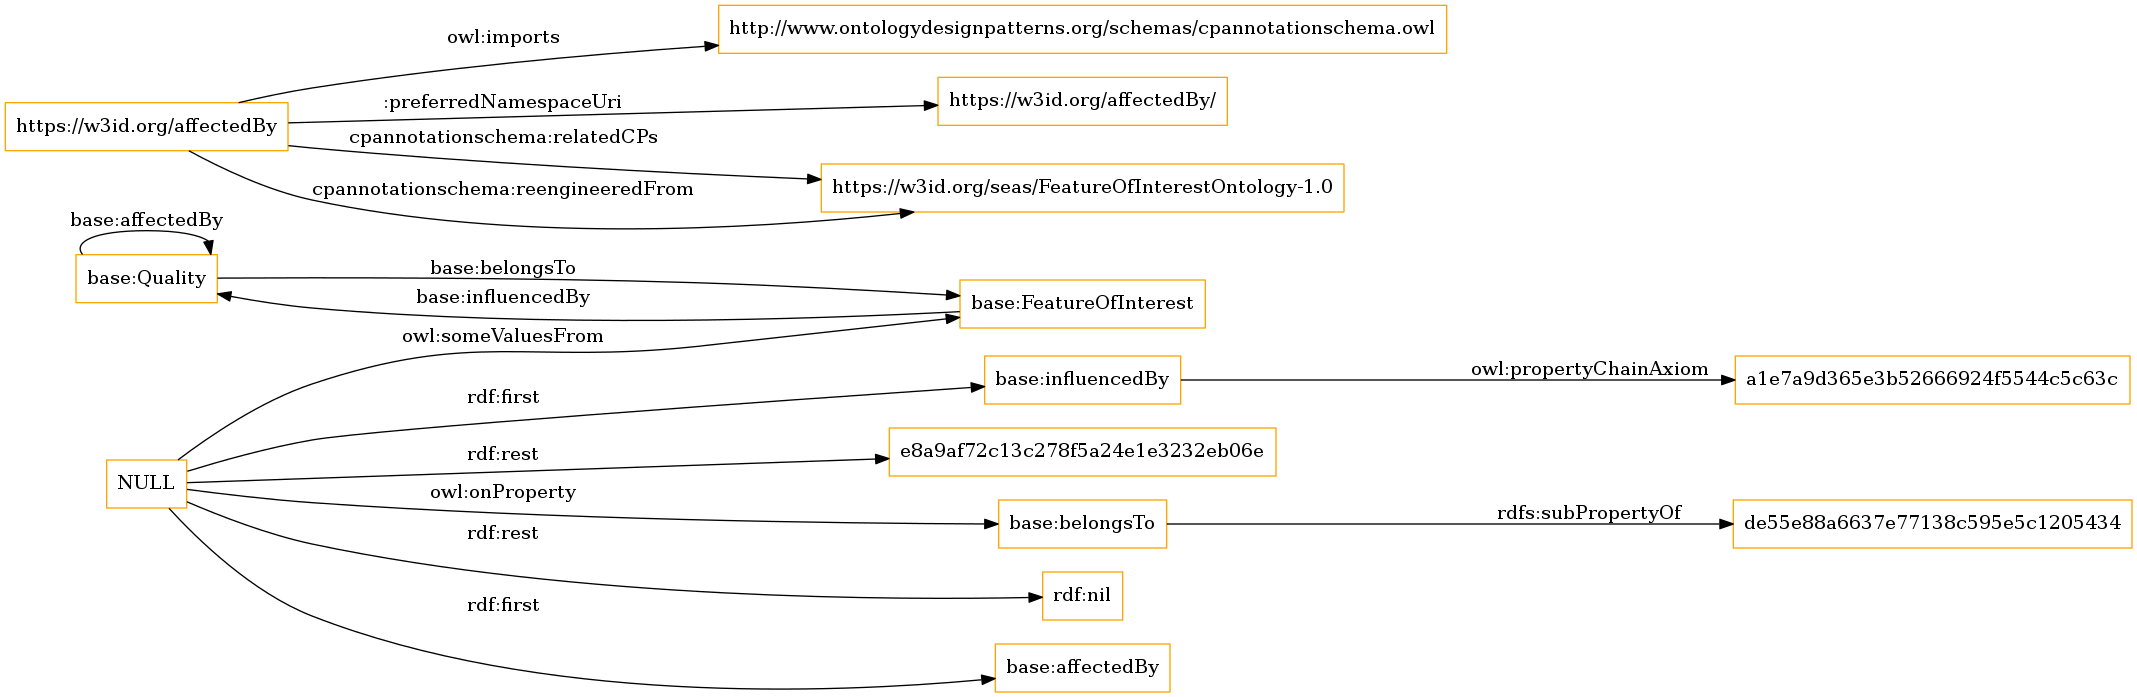 owl:imports
http://www.ontologydesignpatterns.org/schemas/cpannotationschema.owl
:preferredNamespaceUri
https://w3id.org/affectedBy/
https://w3id.org/affectedBy
cpannotationschema:relatedCPs
https://w3id.org/seas/FeatureOfInterestOntology-1.0
cpannotationschema:reengineeredFrom
base:affectedBy
base:Quality
base:belongsTo
base:influencedBy
base:FeatureOfInterest
owl:someValuesFrom
rdf:first
base:influencedBy
owl:propertyChainAxiom
a1e7a9d365e3b52666924f5544c5c63c
rdf:rest
e8a9af72c13c278f5a24e1e3232eb06e
NULL
owl:onProperty
base:belongsTo
rdfs:subPropertyOf
de55e88a6637e77138c595e5c1205434
rdf:rest
rdf:nil
rdf:first
base:affectedBy